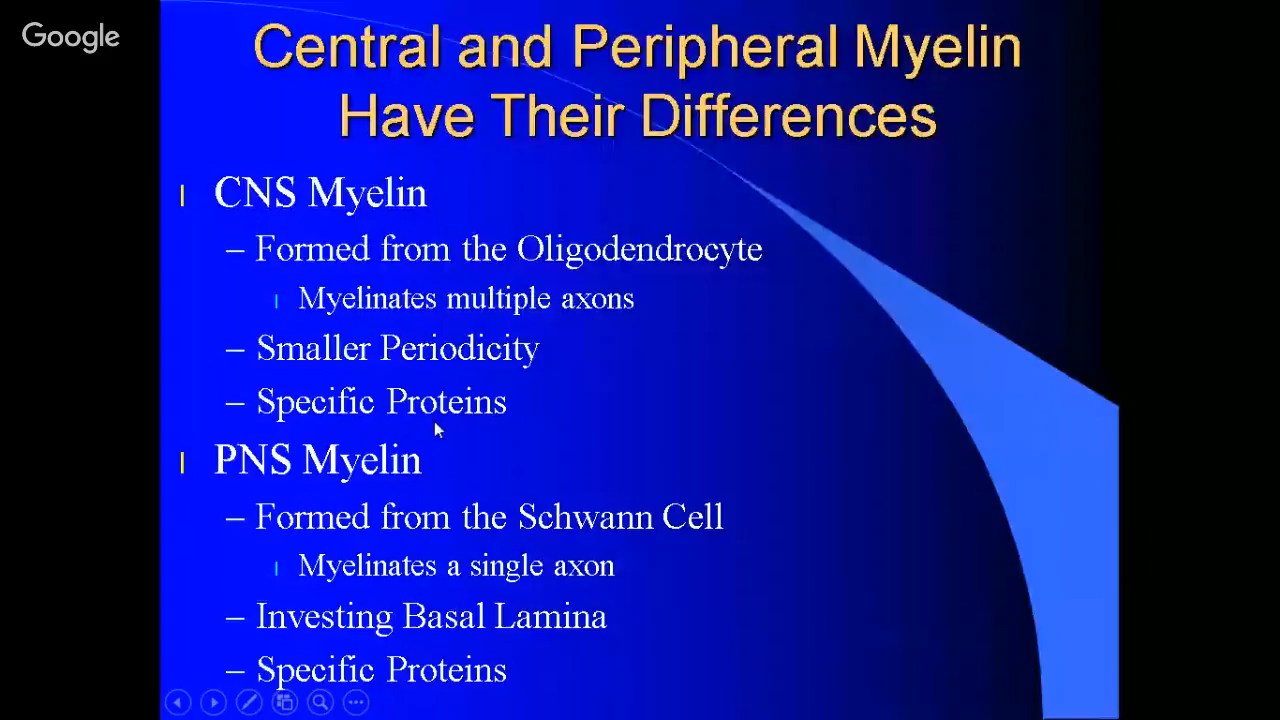 Google
Central and Peripheral Myelin
Have Their Differences
CNS Myelin
– Formed from the Oligodendrocyte
Myelinates multiple axons
– Smaller Periodicity
– Specific Proteins
PNS Myelin
– Formed from the Schwann Cell
Myelinates a single axon
– Investing Basal Lamina
– Specific Proteins